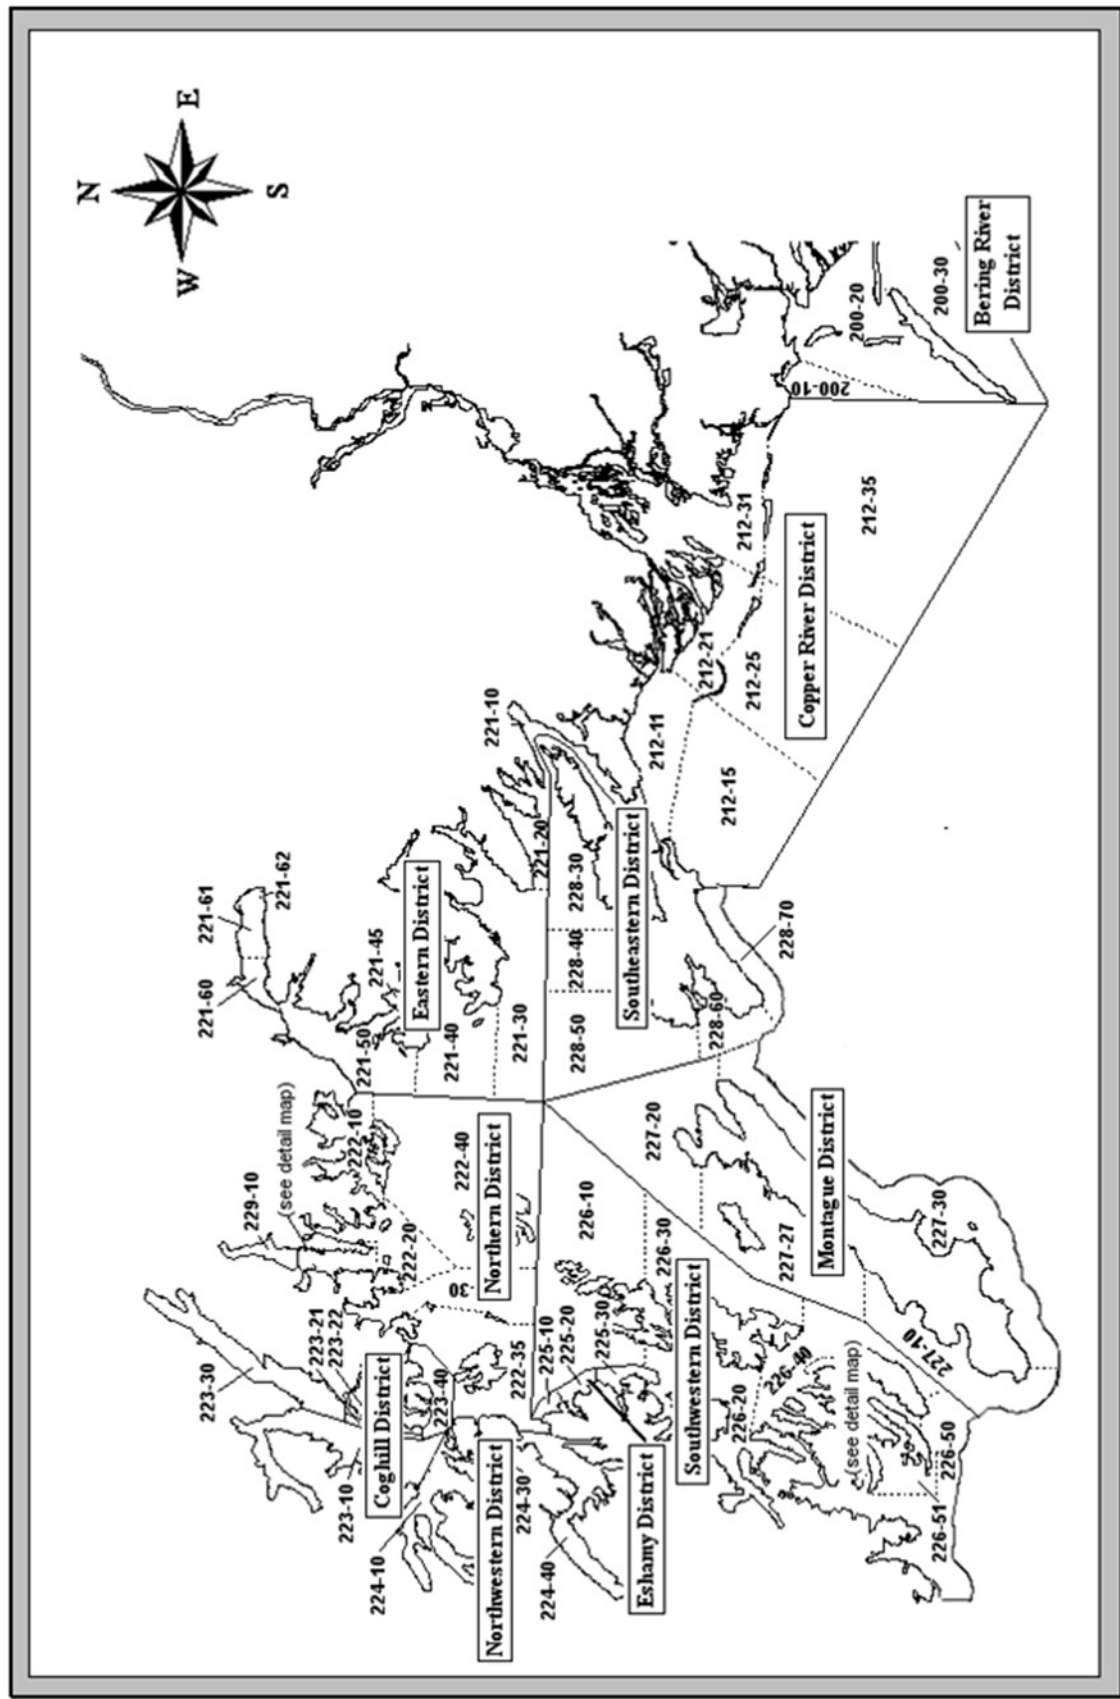 N
E
S
W
223-30
229-10
(see detail map)
221-60
221-61
221-62
223-21
223-22
222-10
221-50
221-45
223-10
Coghill District
222-20
Eastern District
224-10
223-40
-30
222-40
221-40
Northwestern District
222-35
Northern District
221-30
221-20
221-10
224-30
225-10
224-40
225-20
225-30
226-10
228-50
228-40
228-30
Eshamy District
Southeastern District
226-30
227-20
212-11
212-21
Southwestern District
228-60
212-15
212-25
212-31
226-20
226-40
227-27
228-70
Copper River District
200-10
200-20
(see detail map)
Montague District
212-35
227-10
227-30
200-30
226-51
226-50
Bering River
District